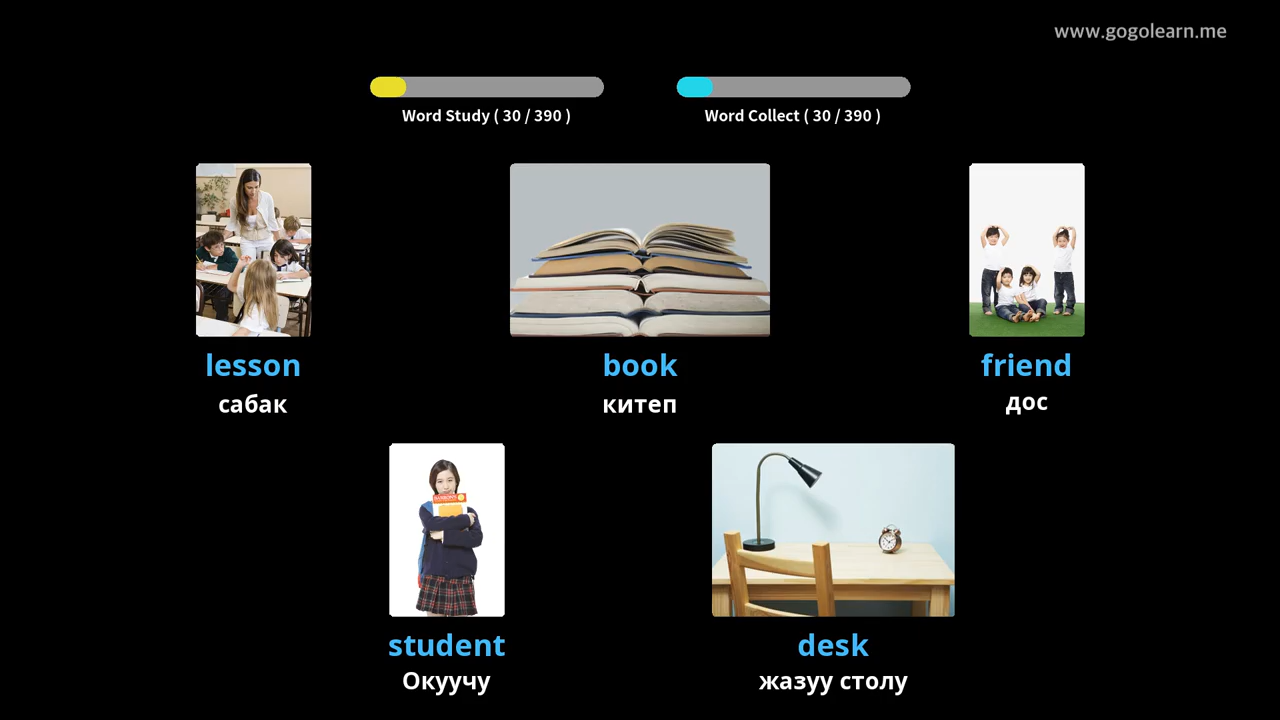 www.gogolearn.me
Word Study ( 30 / 390 )
Word Collect ( 30 / 390 )
lesson
сабак
book
китеп
friend
дос
student
Окуучу
desk
жазуу столу